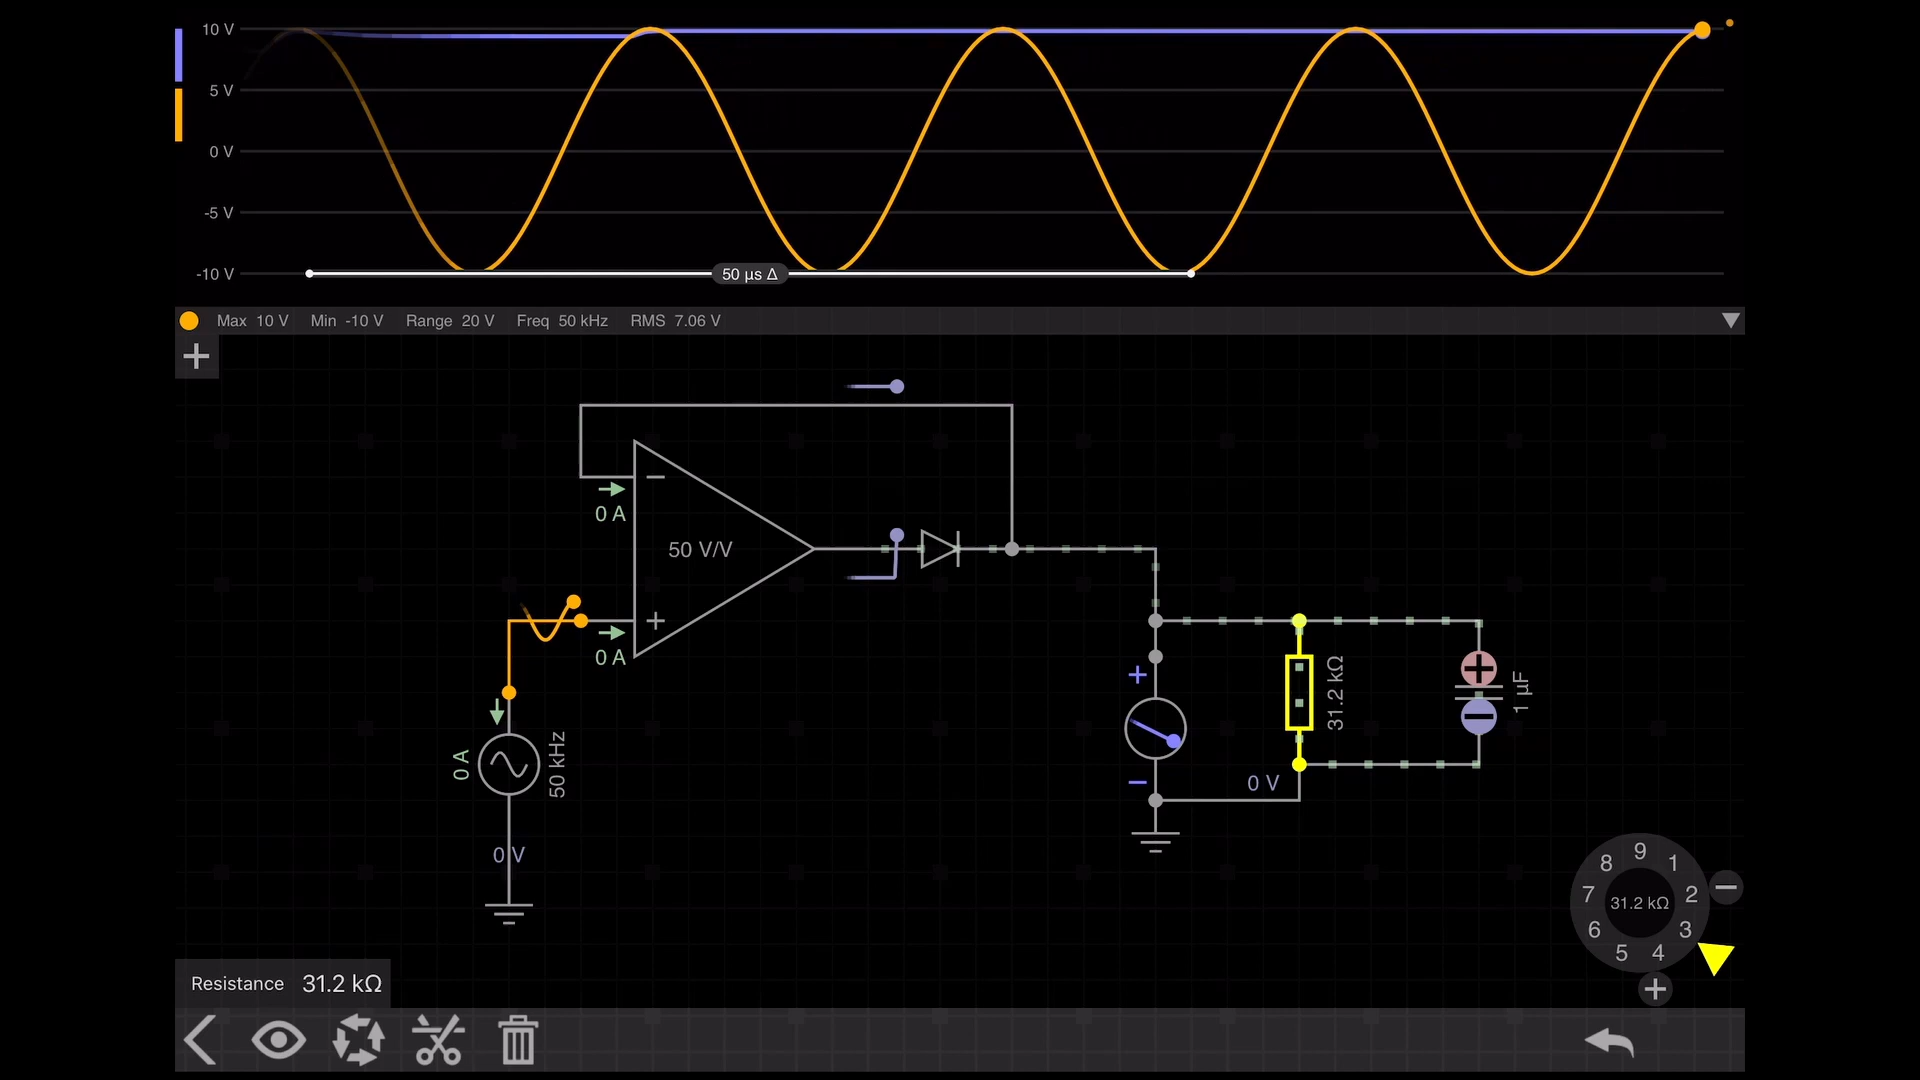 10 V
5 V
0 V
-5 V
-10 V
50 µs Δ
Max 10 V Min -10 V Range 20 V Freq 50 kHz RMS 7.06 V
+
−
0 A
50 V/V
+
0 A
0 A
50 kHz
0 V
+
−
0 V
31.2 kΩ
1 µF
9
8
1
7
2
31.2 kΩ
6
3
5
4
−
+
Resistance 31.2 kΩ